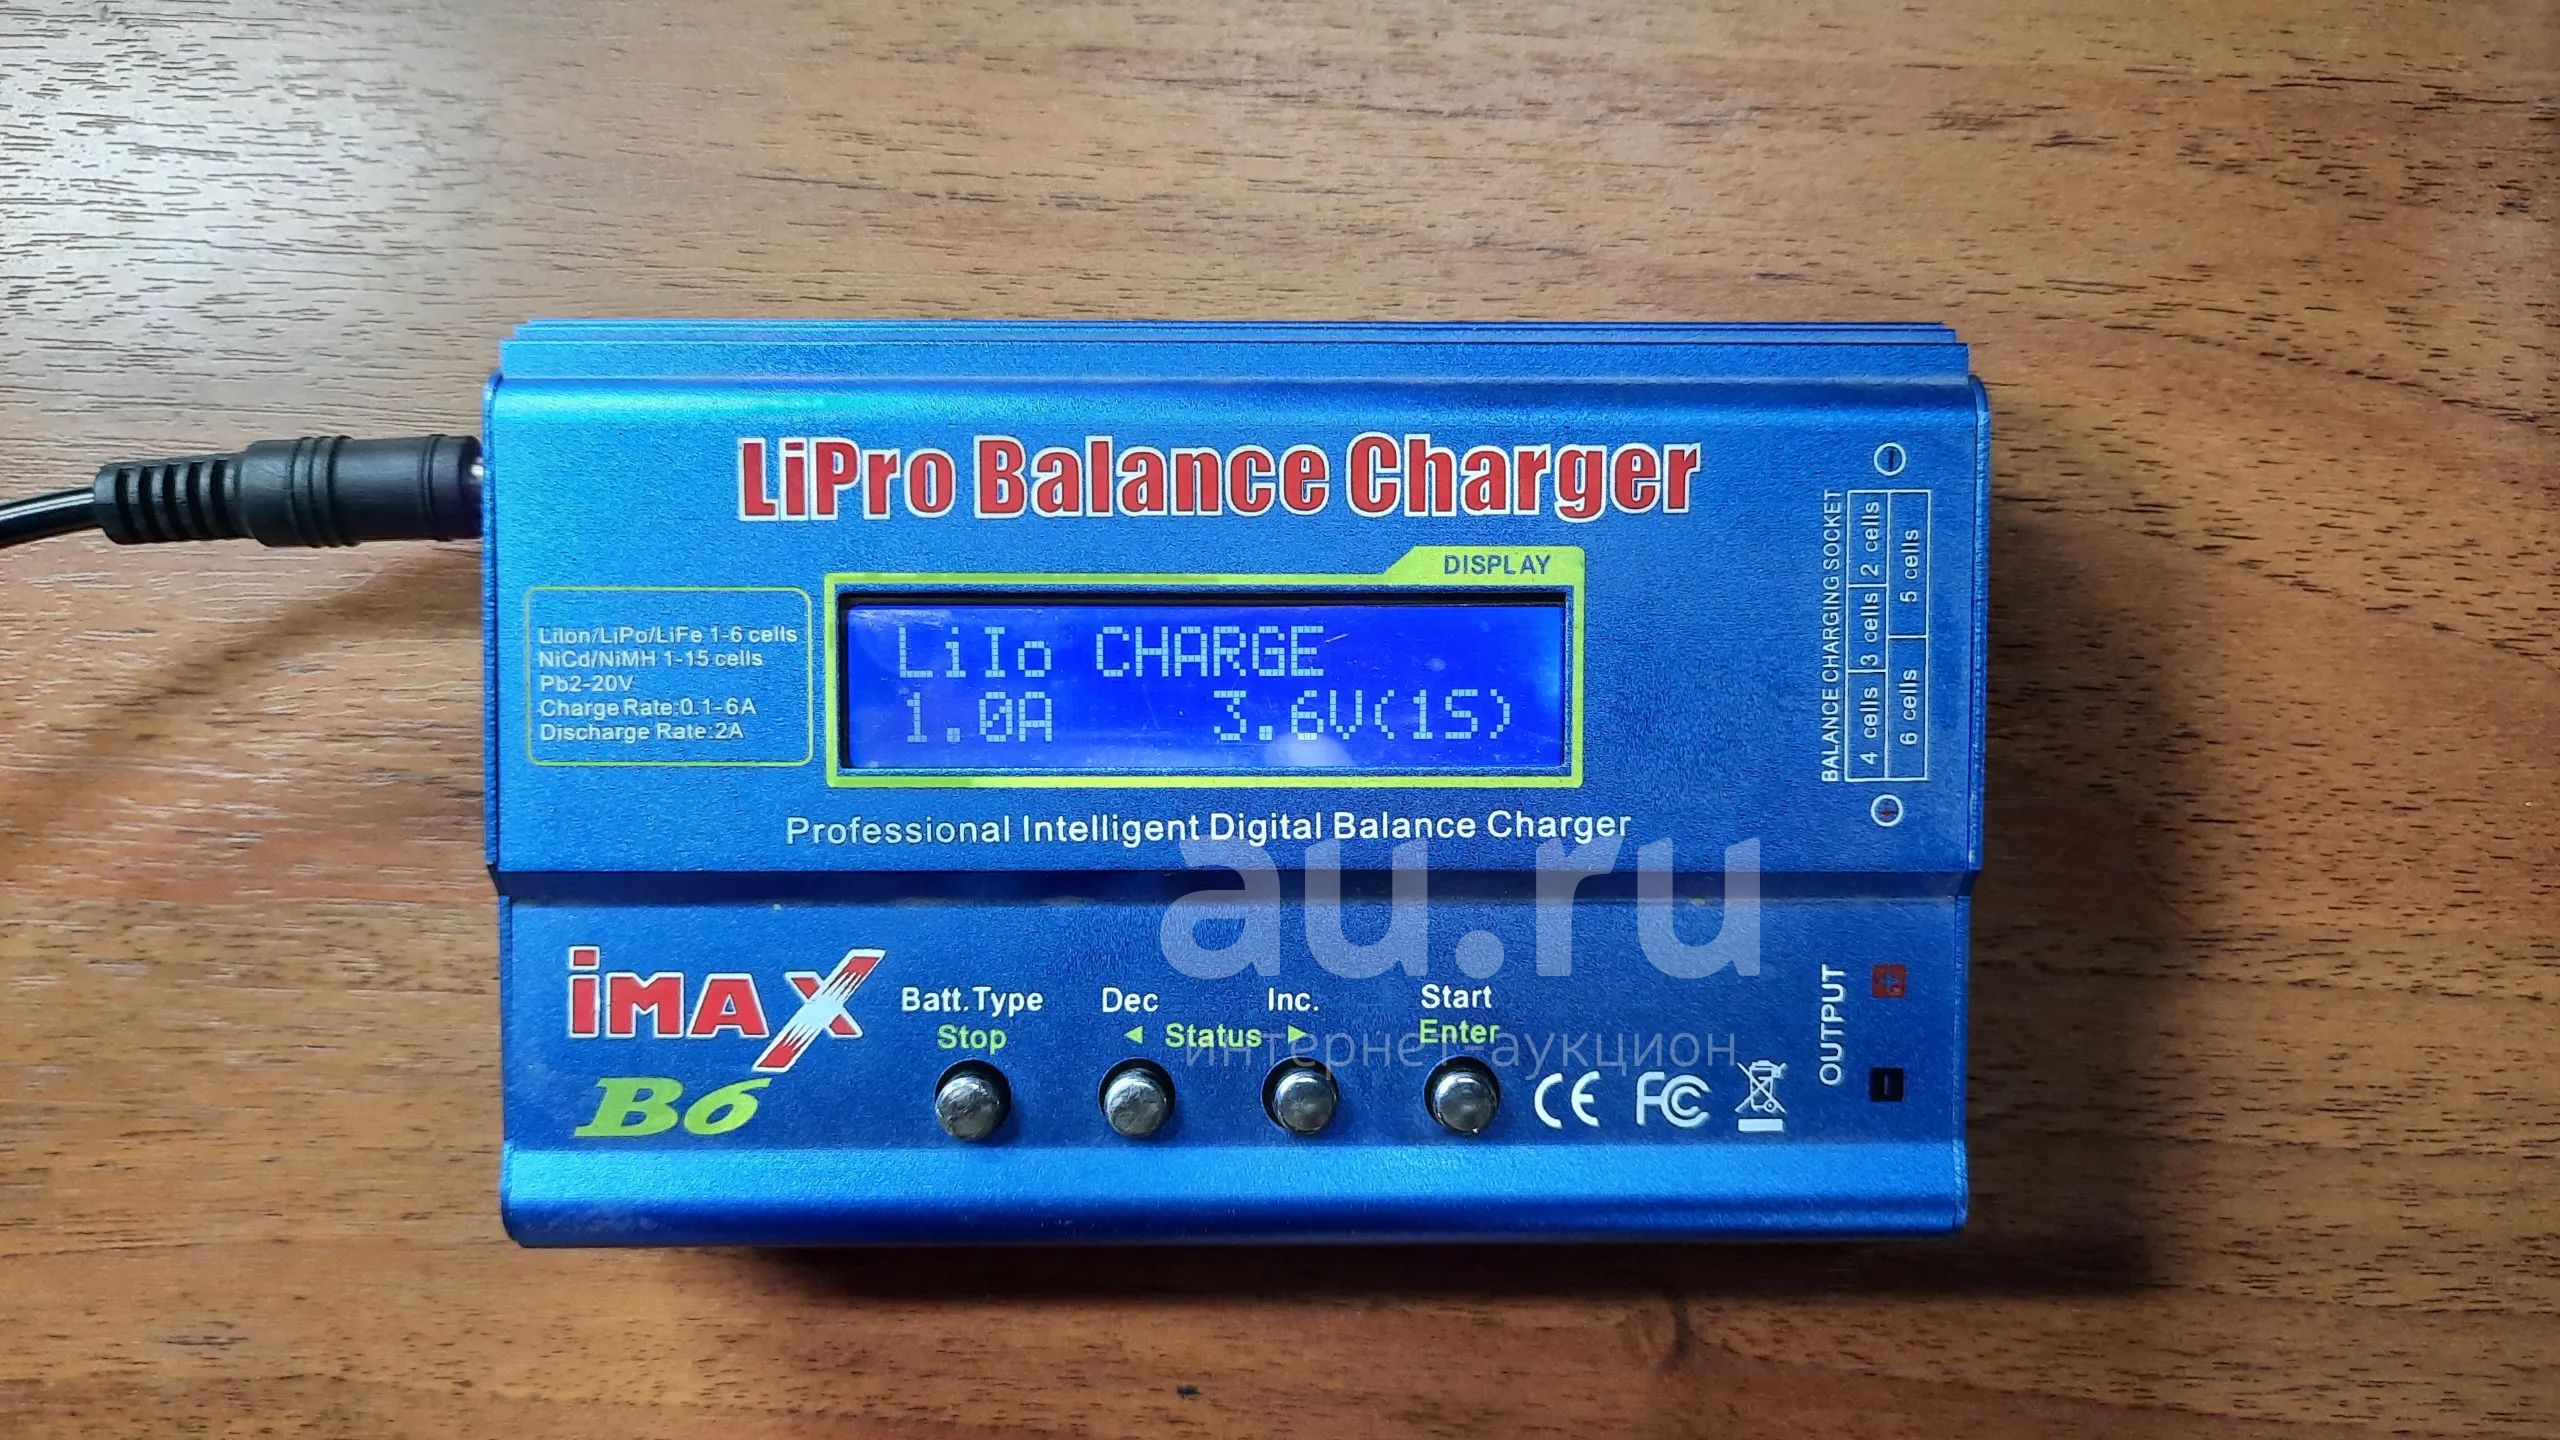 LiPro Balance Charger
DISPLAY
LiIo CHARGE
1.0A 3.6V(1S)
LiIon/LiPo/LiFe 1-6 cells
NiCd/NiMH 1-15 cells
Pb2-20V
Charge Rate:0.1-6A
Discharge Rate:2A
Professional Intelligent Digital Balance Charger
BALANCE CHARGING SOCKET
4 cells 3 cells 2 cells
6 cells 5 cells
au.ru
интернет-аукцион
iMAX
B6
Batt.Type Dec Inc. Start
Stop ◄ Status ► Enter
CE FC
OUTPUT
+
-